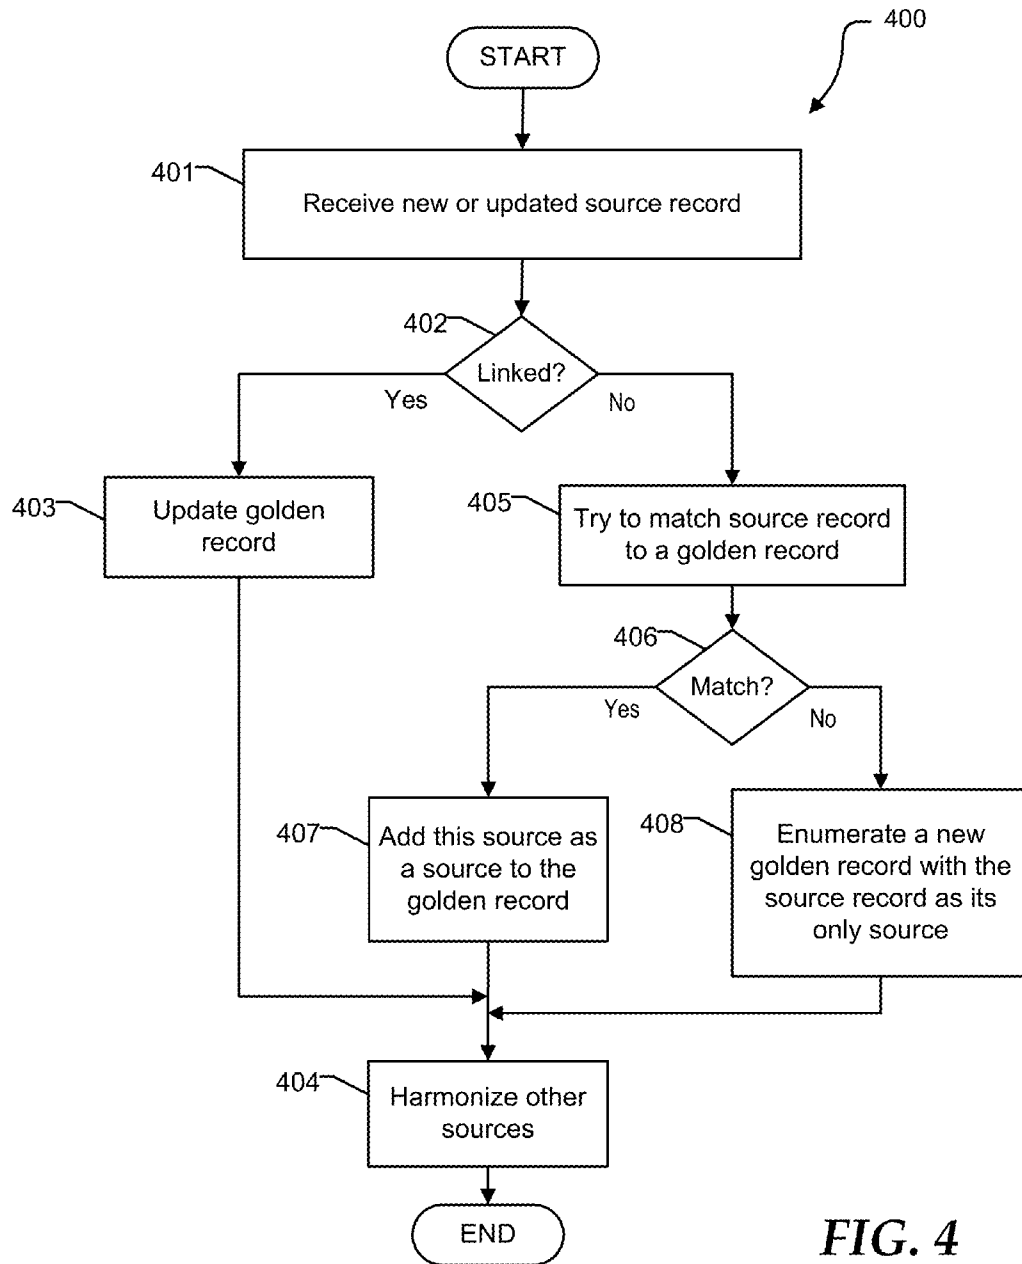 400
START
401
Receive new or updated source record
402
Linked?
Yes
No
403
Update golden
record
405
Try to match source record
to a golden record
406
Match?
Yes
No
407
Add this source as
a source to the
golden record
408
Enumerate a new
golden record with the
source record as its
only source
404
Harmonize other
sources
END
FIG. 4